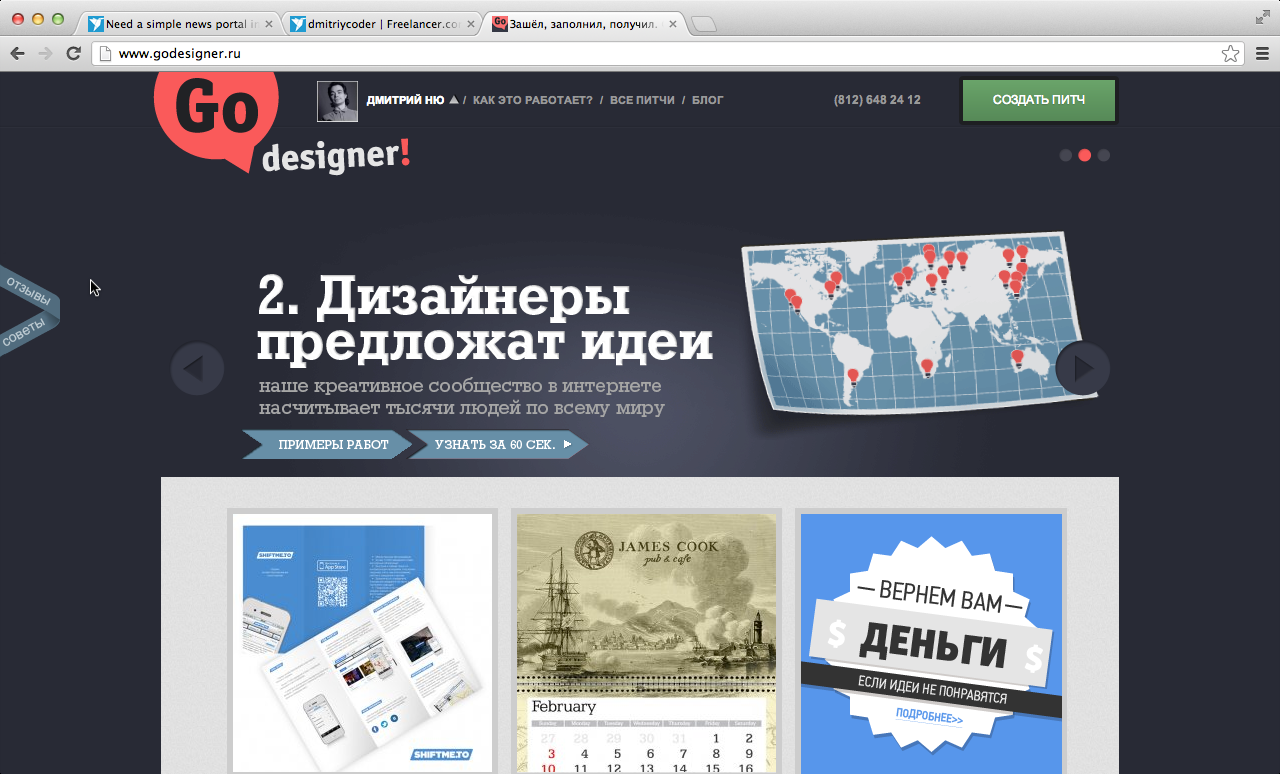 Need a simple news portal in
dmitriycoder | Freelancer.co
Зашёл, заполнил, получил.
www.godesigner.ru
Go
designer!
ДМИТРИЙ НЮ / КАК ЭТО РАБОТАЕТ? / ВСЕ ПИТЧИ / БЛОГ
(812) 648 24 12
СОЗДАТЬ ПИТЧ
ОТЗЫВЫ
СОВЕТЫ
2. Дизайнеры
предложат идеи
наше креативное сообщество в интернете
насчитывает тысячи людей по всему миру
ПРИМЕРЫ РАБОТ
УЗНАТЬ ЗА 60 СЕК.
SHIFTME.TO
App Store
SHIFTME.TO
JAMES COOK
pub & cafe
February
Sunday Monday Tuesday Wednesday Thursday Friday Saturday
27 28 29 30 31 1 2
3 4 5 6 7 8 9
10 11 12 13 14 15 16
ВЕРНЕМ ВАМ
$ ДЕНЬГИ $
ЕСЛИ ИДЕИ НЕ ПОНРАВЯТСЯ
ПОДРОБНЕЕ>>